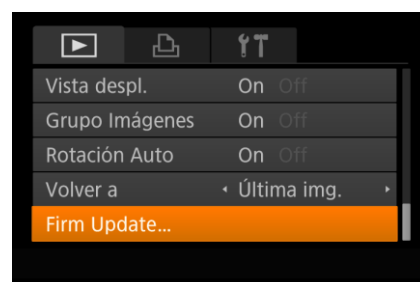 Vista despl. On Off
Grupo Imágenes On Off
Rotación Auto On Off
Volver a Última img.
Firm Update...